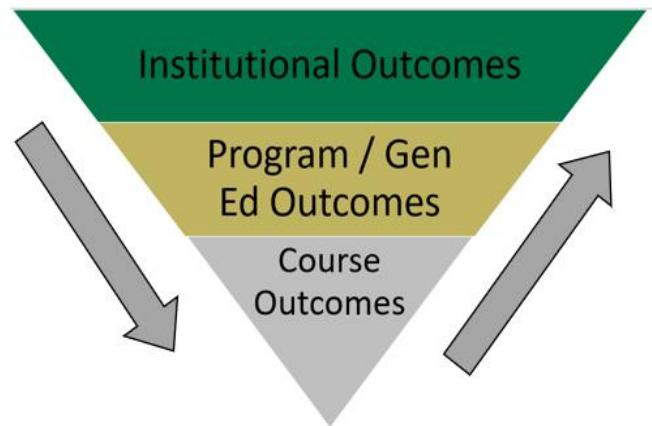 Institutional Outcomes
Program / Gen
Ed Outcomes
Course
Outcomes